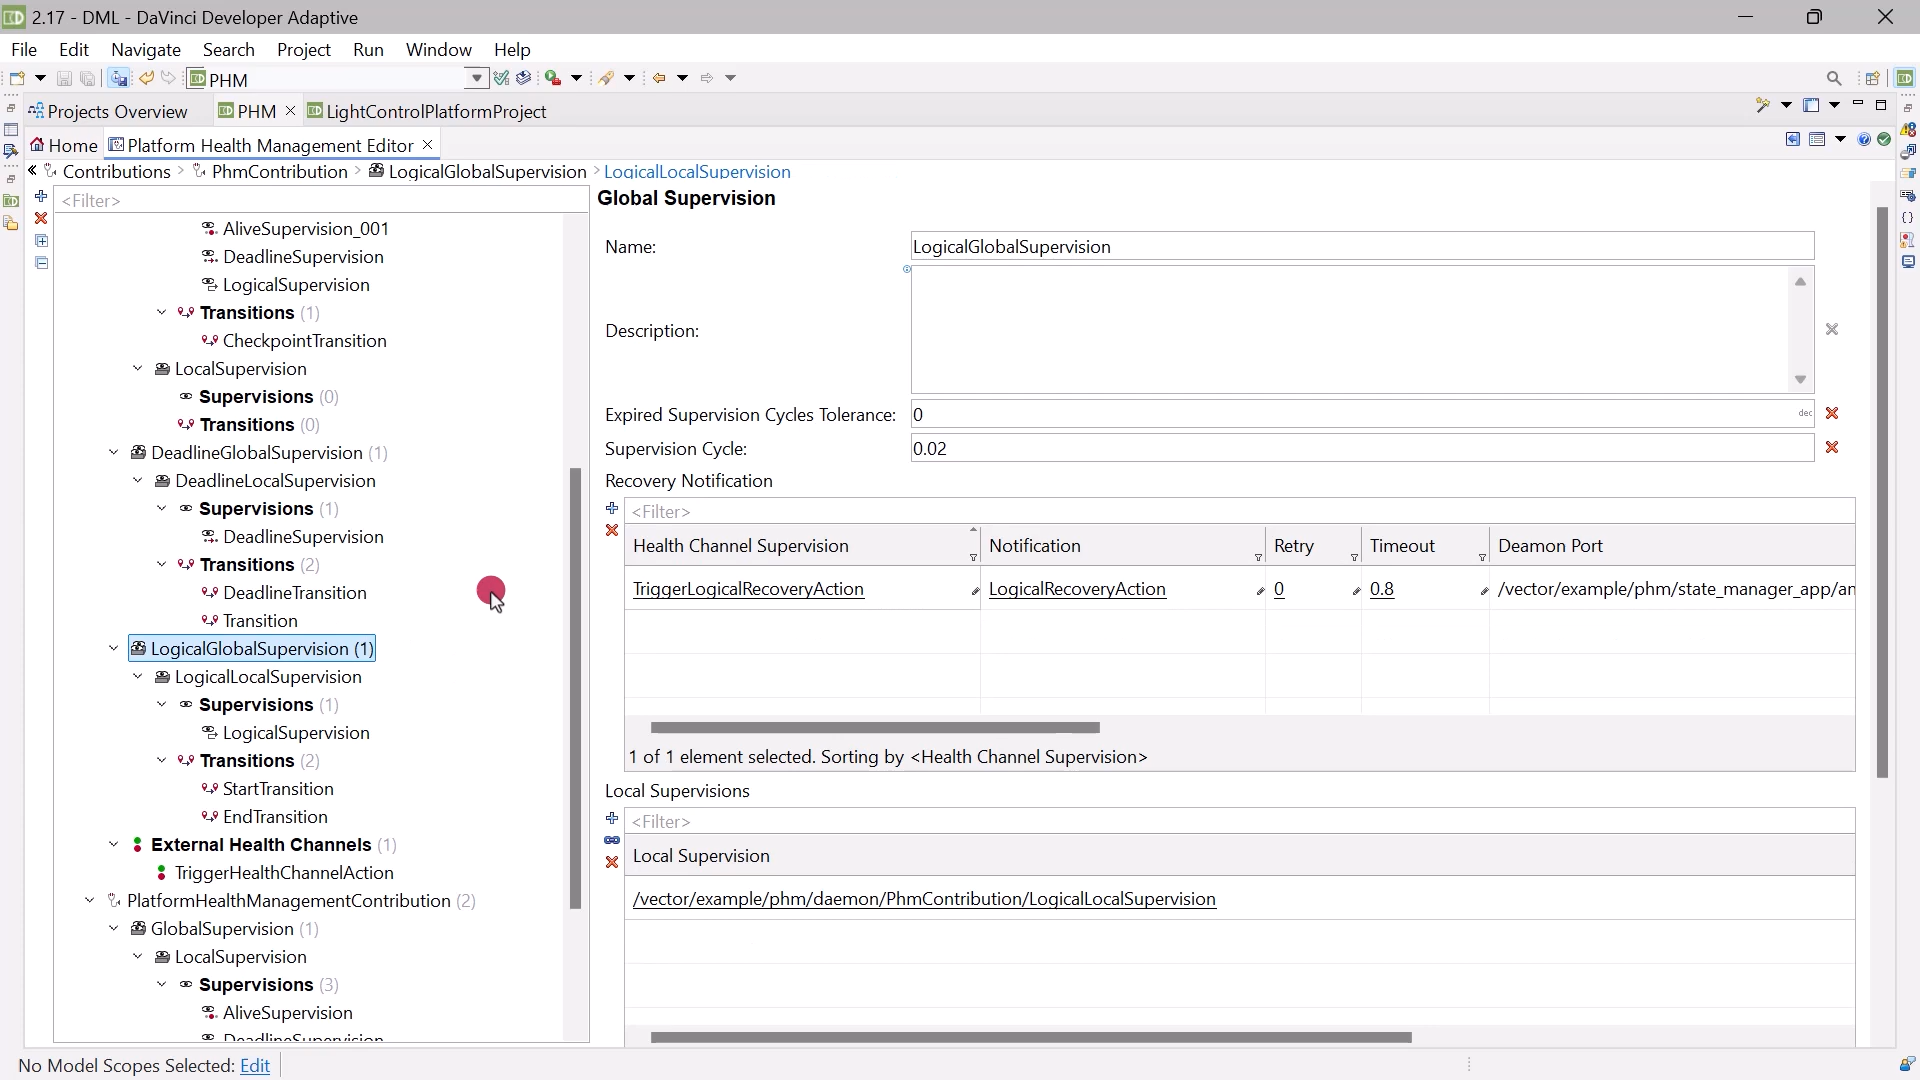 2.17 - DML - DaVinci Developer Adaptive
File Edit Navigate Search Project Run Window Help
PHM
Projects Overview PHM LightControlPlatformProject
Home Platform Health Management Editor
Contributions PhmContribution LogicalGlobalSupervision LogicalLocalSupervision
<Filter>
AliveSupervision_001
DeadlineSupervision
LogicalSupervision
Transitions (1)
CheckpointTransition
LocalSupervision
Supervisions (0)
Transitions (0)
DeadlineGlobalSupervision (1)
DeadlineLocalSupervision
Supervisions (1)
DeadlineSupervision
Transitions (2)
DeadlineTransition
Transition
LogicalGlobalSupervision (1)
LogicalLocalSupervision
Supervisions (1)
LogicalSupervision
Transitions (2)
StartTransition
EndTransition
External Health Channels (1)
TriggerHealthChannelAction
PlatformHealthManagementContribution (2)
GlobalSupervision (1)
LocalSupervision
Supervisions (3)
AliveSupervision
DeadlineSupervision
Global Supervision
Name: LogicalGlobalSupervision
Description:
Expired Supervision Cycles Tolerance: 0 dec
Supervision Cycle: 0.02
Recovery Notification
<Filter>
Health Channel Supervision Notification Retry Timeout Deamon Port
TriggerLogicalRecoveryAction LogicalRecoveryAction 0 0.8 /vector/example/phm/state_manager_app/an
1 of 1 element selected. Sorting by <Health Channel Supervision>
Local Supervisions
<Filter>
Local Supervision
/vector/example/phm/daemon/PhmContribution/LogicalLocalSupervision
No Model Scopes Selected: Edit